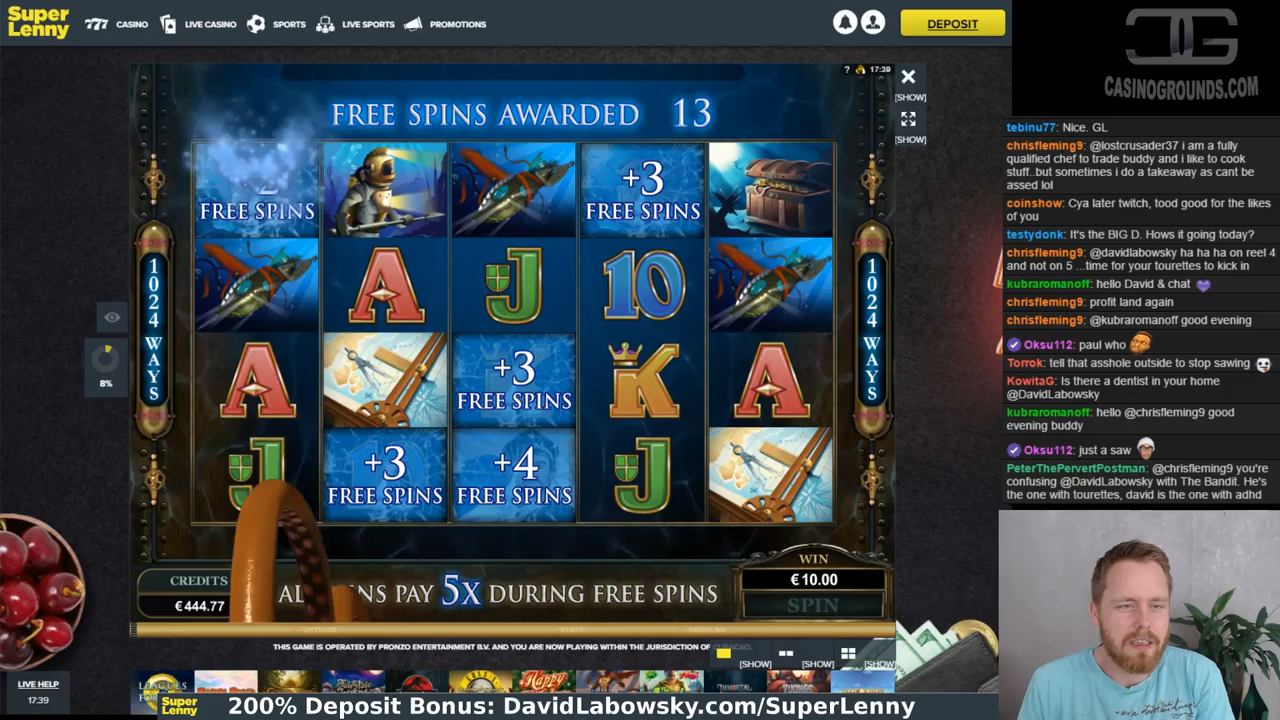 Super
Lenny
777 CASINO
LIVE CASINO
SPORTS
LIVE SPORTS
PROMOTIONS
DEPOSIT
CG
CASINOGROUNDS.COM
? 17:39
[SHOW]
[SHOW]
FREE SPINS AWARDED 13
FREE SPINS
+3
FREE SPINS
A
J
10
A
+3
FREE SPINS
K
A
J
+3
FREE SPINS
+4
FREE SPINS
J
1024 WAYS
1024 WAYS
8%
CREDITS
€444.77
PAY 5X DURING FREE SPINS
WIN
€10.00
SPIN
THIS GAME IS OPERATED BY PRONZO ENTERTAINMENT B.V. AND YOU ARE NOW PLAYING WITHIN THE JURISDICTION OF
[SHOW]
[SHOW]
[SHOW]
LIVE HELP
17:39
Super
Lenny
200% Deposit Bonus: DavidLabowsky.com/SuperLenny
tebinu77: Nice. GL
chrisfleming9: @lostcrusader37 i am a fully
qualified chef to trade buddy and i like to cook
stuff..but sometimes i do a takeaway as cant be
assed lol
coinshow: Cya later twitch, tood good for the likes
of you
testydonk: It's the BIG D. Hows it going today?
chrisfleming9: @davidlabowsky ha ha ha on reel 4
and not on 5 ...time for your tourettes to kick in
kubraromanoff: hello David & chat
chrisfleming9: profit land again
chrisfleming9: @kubraromanoff good evening
Oksu112: paul who
Torrok: tell that asshole outside to stop sawing
KowitaG: Is there a dentist in your home
@DavidLabowsky
kubraromanoff: hello @chrisfleming9 good
evening buddy
Oksu112: just a saw
PeterThePervertPostman: @chrisfleming9 you're
confusing @DavidLabowsky with The Bandit. He's
the one with tourettes, david is the one with adhd